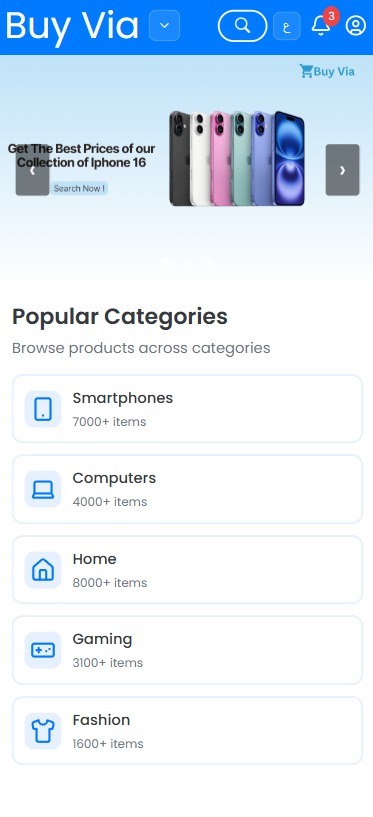 Buy Via
ع
3
Buy Via
Get The Best Prices of our
Collection of Iphone 16
Search Now !
Popular Categories
Browse products across categories
Smartphones
7000+ items
Computers
4000+ items
Home
8000+ items
Gaming
3100+ items
Fashion
1600+ items